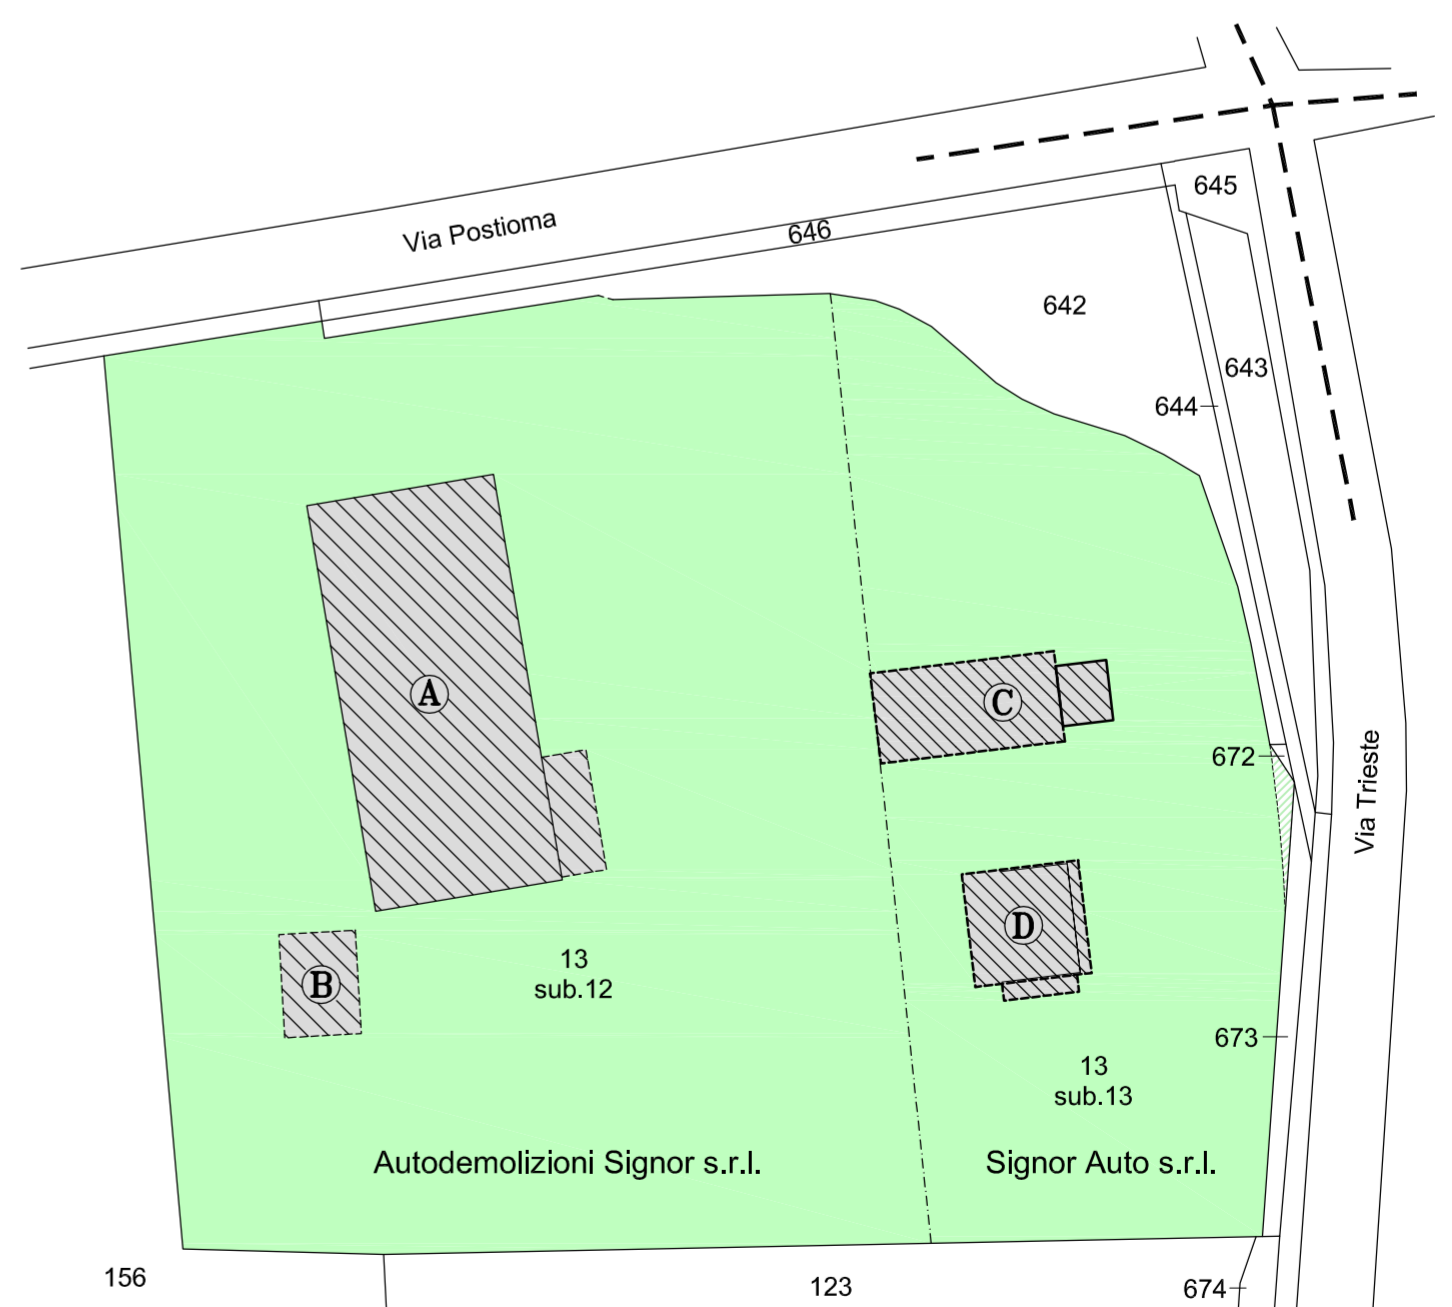 645
Via Postioma
646
642
643
644
A
C
672
Via Trieste
D
13
sub.12
B
673
13
sub.13
Autodemolizioni Signor s.r.l.
Signor Auto s.r.l.
156
123
674